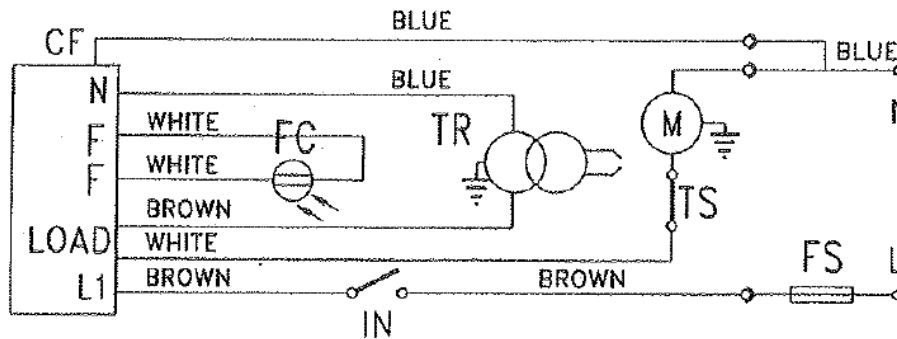 BLUE
CF
BLUE
N
BLUE
WHITE
F
FC
TR
M
WHITE
F
BROWN
TS
LOAD
WHITE
L1
BROWN
BROWN
FS
IN